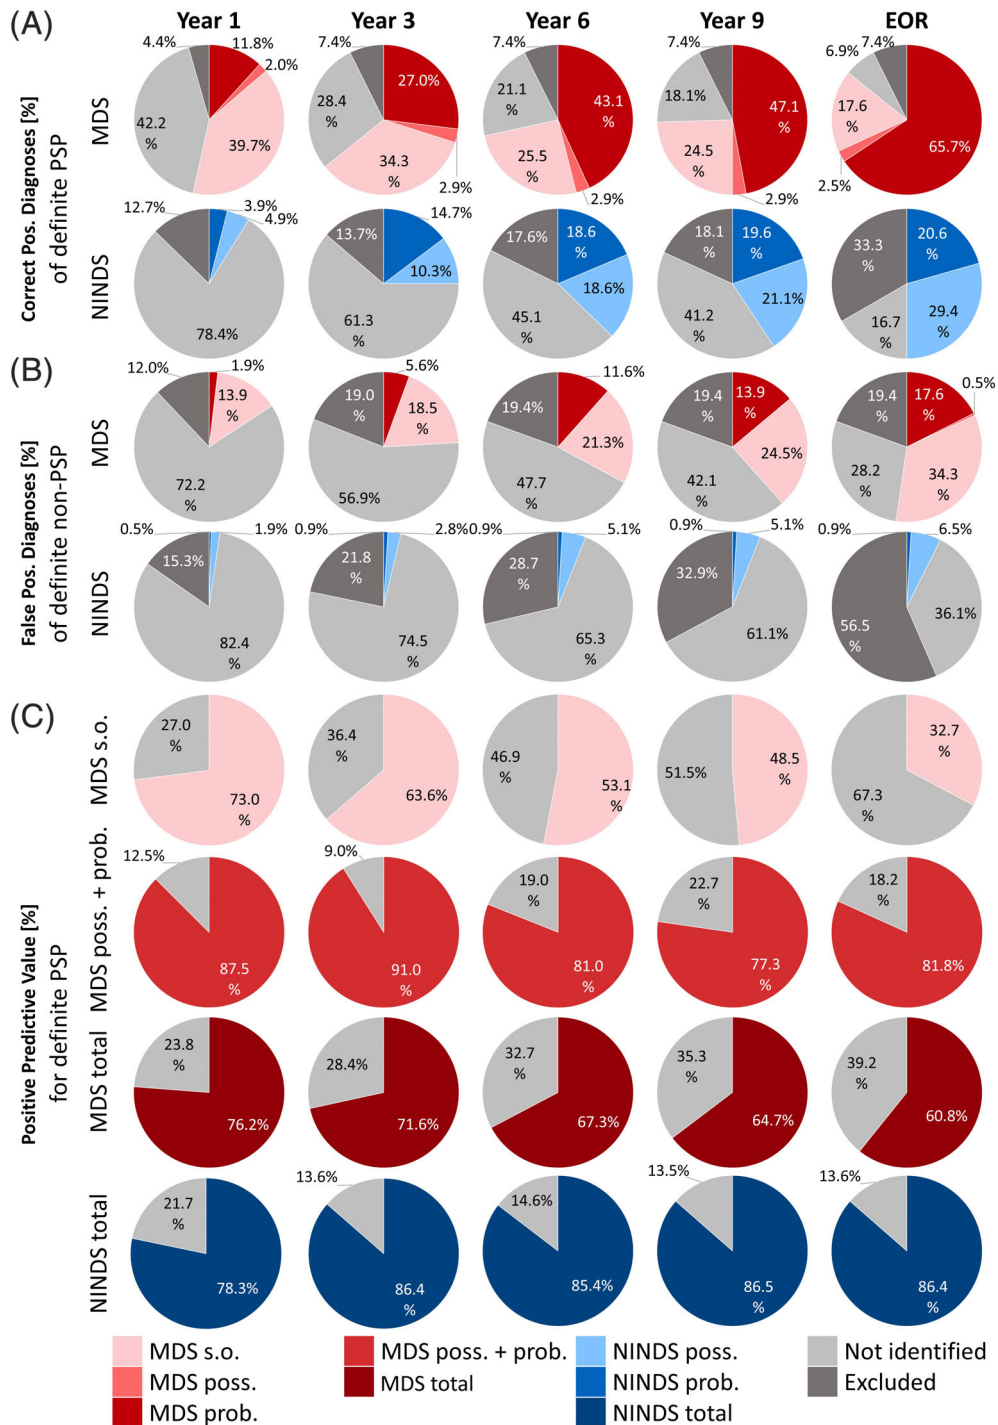 (A) Year 1 Year 3 Year 6 Year 9 EOR
Correct Pos. Diagnoses [%]
of definite PSP
MDS
4.4% 11.8% 2.0% 39.7% 42.2 %
7.4% 27.0% 2.9% 34.3 % 28.4 %
7.4% 43.1 % 2.9% 25.5 % 21.1 %
7.4% 47.1 % 2.9% 24.5 % 18.1%
6.9% 7.4% 65.7% 2.5% 17.6 %
NINDS
12.7% 3.9% 4.9% 78.4%
13.7% 14.7% 10.3% 61.3 %
17.6% 18.6 % 18.6% 45.1 %
18.1 % 19.6 % 21.1% 41.2 %
33.3 % 20.6 % 29.4 % 16.7 %
(B)
False Pos. Diagnoses [%]
of definite non-PSP
MDS
12.0% 1.9% 13.9 % 72.2 %
19.0 % 5.6% 18.5 % 56.9%
19.4% 11.6% 21.3% 47.7 %
19.4 % 13.9 % 24.5% 42.1 %
19.4 % 17.6 % 0.5% 34.3 % 28.2 %
NINDS
0.5% 1.9% 15.3% 82.4 %
0.9% 2.8% 21.8 % 74.5 %
0.9% 5.1% 28.7 % 65.3 %
0.9% 5.1% 32.9% 61.1%
0.9% 6.5% 36.1% 56.5 %
(C)
Positive Predictive Value [%]
for definite PSP
MDS s.o.
27.0 % 73.0 %
36.4 % 63.6%
46.9 % 53.1 %
51.5% 48.5 %
32.7 % 67.3 %
MDS poss. + prob.
12.5% 87.5 %
9.0% 91.0 %
19.0 % 81.0 %
22.7 % 77.3 %
18.2 % 81.8%
MDS total
23.8 % 76.2%
28.4% 71.6%
32.7 % 67.3%
35.3 % 64.7%
39.2 % 60.8%
NINDS total
21.7 % 78.3%
13.6% 86.4 %
14.6% 85.4%
13.5% 86.5 %
13.6% 86.4 %
MDS s.o. MDS poss. + prob. NINDS poss. Not identified
MDS poss. MDS total NINDS prob. Excluded
MDS prob. NINDS total